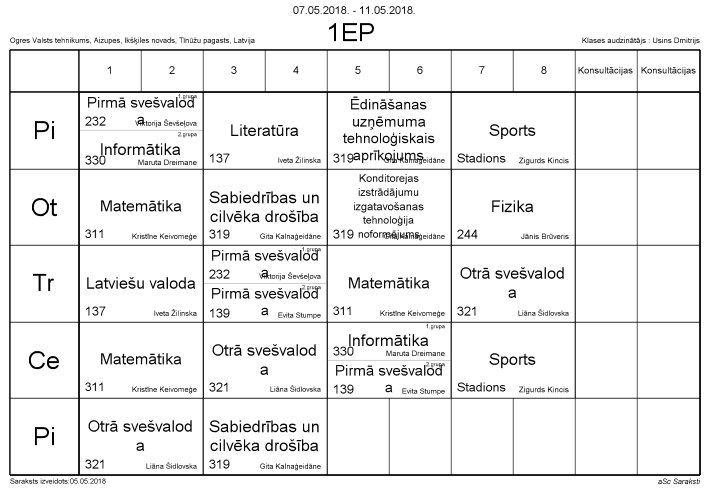 07.05.2018. - 11.05.2018.
Ogres Valsts tehnikums, Aizupes, Ikšķiles novads, Tīnūžu pagasts, Latvija
1EP
Klases audzinātājs : Usins Dmitrijs
1 2 3 4 5 6 7 8 Konsultācijas Konsultācijas
Pi
1.grupa
Pirmā svešvalod
a
232 Viktorija Ševšeļova
2.grupa
Informātika
330 Maruta Dreimane
Literatūra
137 Iveta Žilinska
Ēdināšanas
uzņēmuma
tehnoloģiskais
aprīkojums
319 Gita Kalnaģeidāne
Sports
Stadions Zigurds Kincis
Ot
Matemātika
311 Kristīne Keivomeģe
Sabiedrības un
cilvēka drošība
319 Gita Kalnaģeidāne
Konditorejas
izstrādājumu
izgatavošanas
tehnoloģija
noformējums
319 Gita Kalnaģeidāne
Fizika
244 Jānis Brūveris
Tr
Latviešu valoda
137 Iveta Žilinska
1.grupa
Pirmā svešvalod
a
232 Viktorija Ševšeļova
2.grupa
Pirmā svešvalod
a
139 Evita Stumpe
Matemātika
311 Kristīne Keivomeģe
Otrā svešvalod
a
321 Liāna Šidlovska
Ce
Matemātika
311 Kristīne Keivomeģe
Otrā svešvalod
a
321 Liāna Šidlovska
1.grupa
Informātika
330 Maruta Dreimane
2.grupa
Pirmā svešvalod
a
139 Evita Stumpe
Sports
Stadions Zigurds Kincis
Pi
Otrā svešvalod
a
321 Liāna Šidlovska
Sabiedrības un
cilvēka drošība
319 Gita Kalnaģeidāne
Saraksts izveidots:05.05.2018
aSc Saraksti